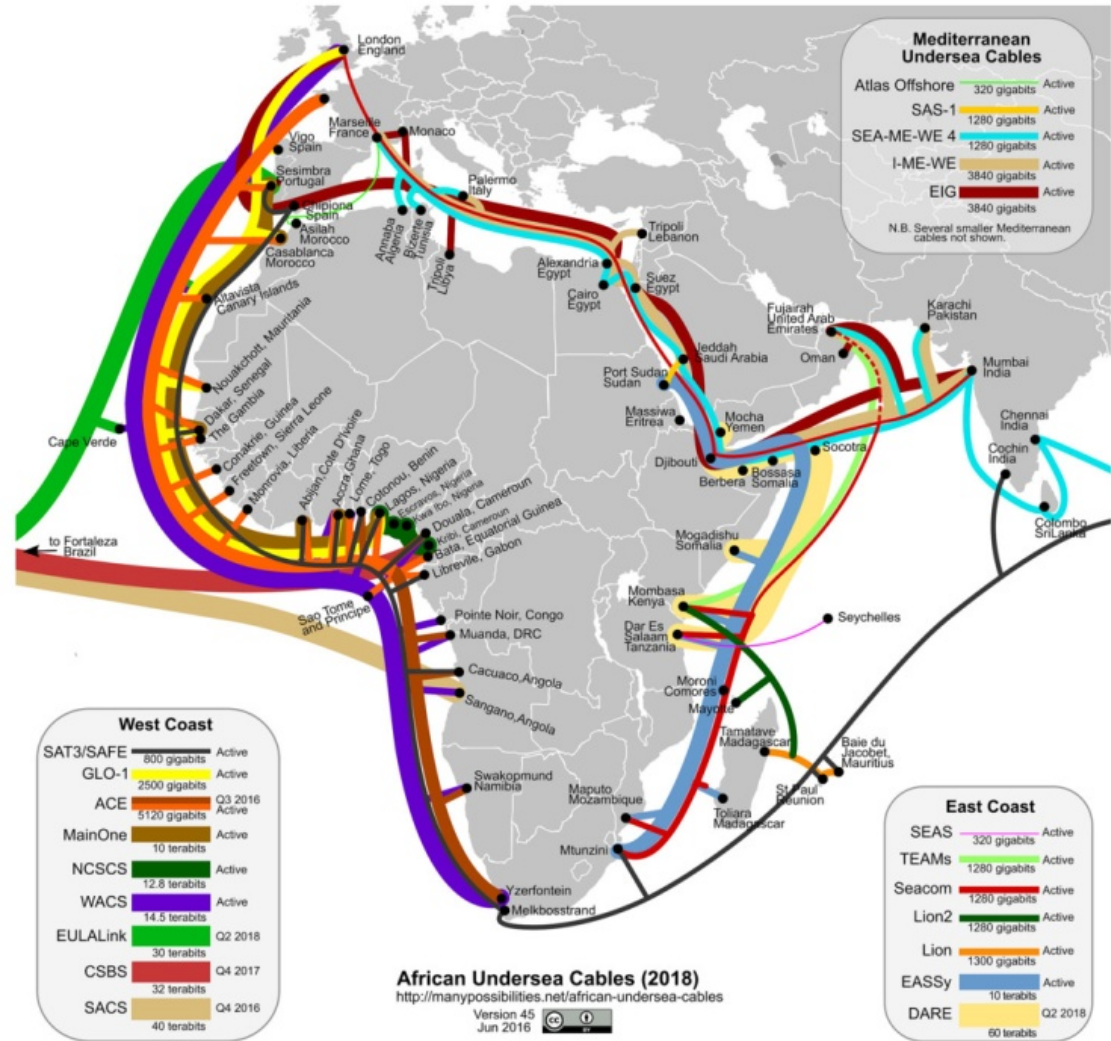 London
England
Marseille
France
Monaco
Vigo
Spain
Sesimbra
Portugal
Chipiona
Spain
Asilah
Morocco
Casablanca
Morocco
Palermo
Italy
Annaba
Algeria
Bizerte
Tunisia
Tripoli
Libya
Tripoli
Lebanon
Alexandria
Egypt
Cairo
Egypt
Suez
Egypt
Altavista
Canary Islands
Nouakchott, Mauritania
Dakar, Senegal
The Gambia
Cape Verde
Conakrie, Guinea
Freetown, Sierra Leone
Monrovia, Liberia
Abijan,Cote D'Ivoire
Accra,Ghana
Lome,Togo
Cotonou, Benin
Lagos, Nigeria
Escravos, Nigeria
Kwa Ibo, Nigeria
Douala, Cameroun
Kribi, Cameroun
Bata, Equatorial Guinea
Libreville, Gabon
to Fortaleza
Brazil
Sao Tome
and Principe
Pointe Noir, Congo
Muanda, DRC
Cacuaco,Angola
Sangano,Angola
Swakopmund
Namibia
Yzerfontein
Melkbosstrand
Jeddah
Saudi Arabia
Port Sudan
Sudan
Massiwa
Eritrea
Mocha
Yemen
Djibouti
Berbera
Bossasa
Somalia
Socotra
Fujairah
United Arab
Emirates
Oman
Karachi
Pakistan
Mumbai
India
Chennai
India
Cochin
India
Colombo
SriLanka
Mogadishu
Somalia
Mombasa
Kenya
Dar Es
Salaam
Tanzania
Seychelles
Moroni
Comores
Mayotte
Tamatave
Madagascar
Baie du
Jacobet,
Mauritius
St Paul
Reunion
Toliara
Madagascar
Maputo
Mozambique
Mtunzini
Mediterranean
Undersea Cables
Atlas Offshore Active
320 gigabits
SAS-1 Active
1280 gigabits
SEA-ME-WE 4 Active
1280 gigabits
I-ME-WE Active
3840 gigabits
EIG Active
3840 gigabits
N.B. Several smaller Mediterranean
cables not shown.
West Coast
SAT3/SAFE Active
800 gigabits
GLO-1 Active
2500 gigabits
ACE Q3 2016
Active
5120 gigabits
MainOne Active
10 terabits
NCSCS Active
12.8 terabits
WACS Active
14.5 terabits
EULALink Q2 2018
30 terabits
CSBS Q4 2017
32 terabits
SACS Q4 2016
40 terabits
East Coast
SEAS Active
320 gigabits
TEAMs Active
1280 gigabits
Seacom Active
1280 gigabits
Lion2 Active
1280 gigabits
Lion Active
1300 gigabits
EASSy Active
10 terabits
DARE Q2 2018
60 terabits
African Undersea Cables (2018)
http://manypossibilities.net/african-undersea-cables
Version 45
Jun 2016
cc
BY